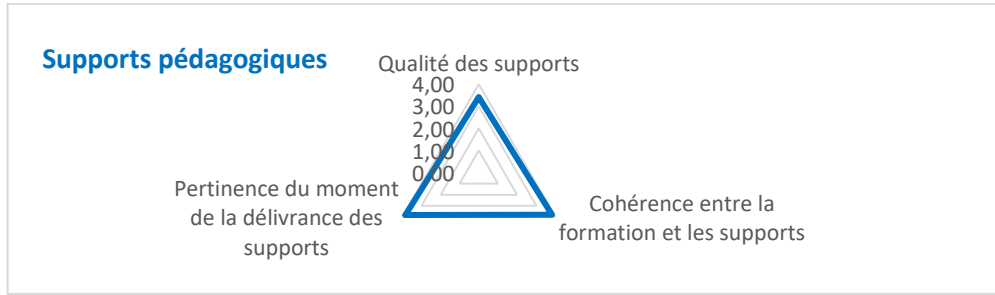 Supports pédagogiques
Qualité des supports
4,00
3,00
2,00
1,00
0,00
Pertinence du moment
de la délivrance des
supports
Cohérence entre la
formation et les supports